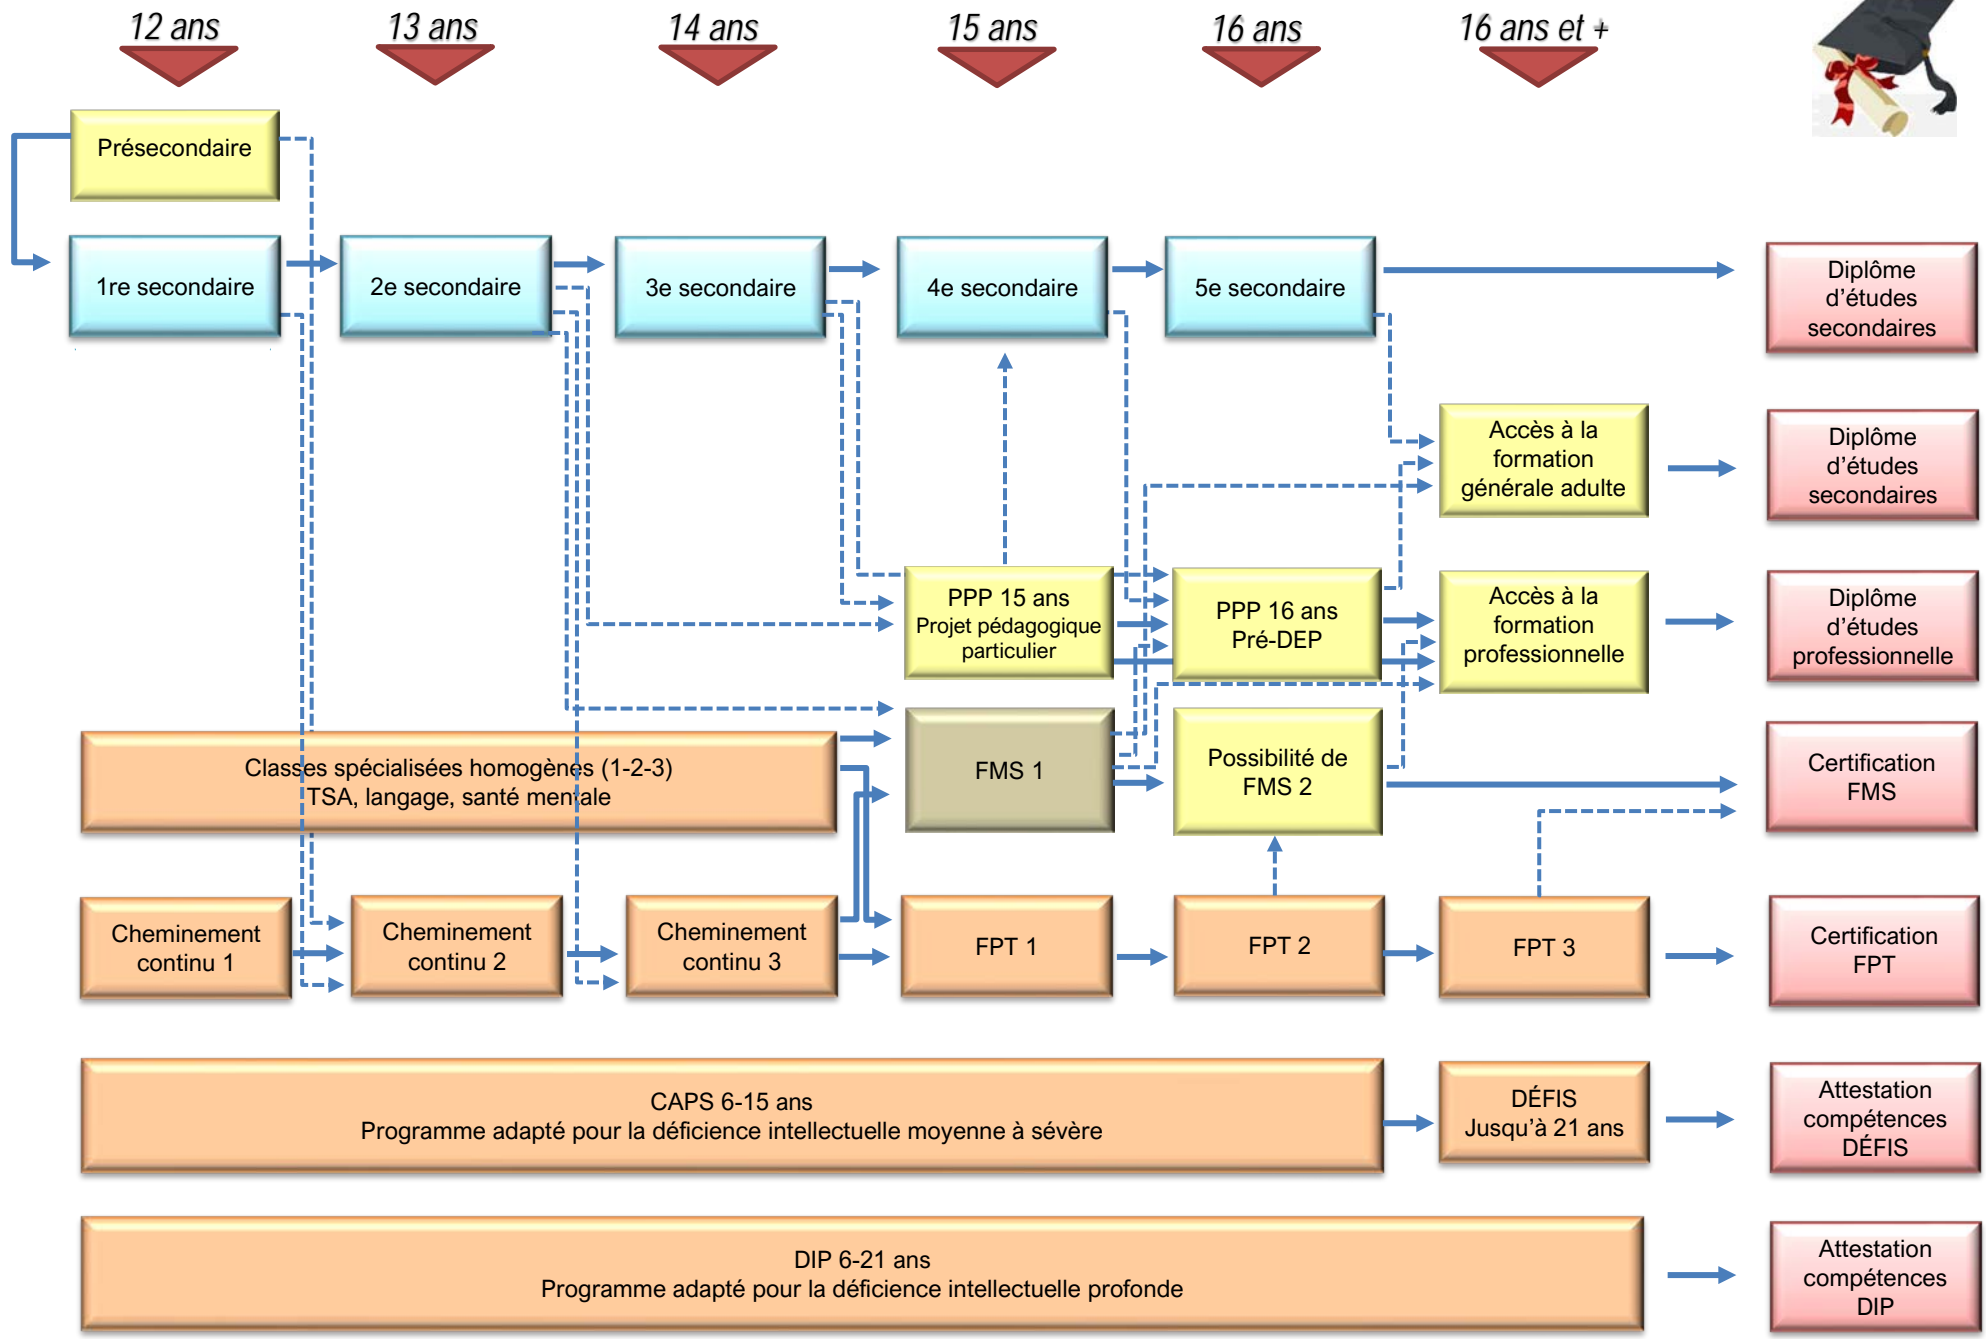 12 ans
13 ans
14 ans
15 ans
16 ans
16 ans et +
Présecondaire
1re secondaire
2e secondaire
3e secondaire
4e secondaire
5e secondaire
Diplôme
d'études
secondaires
Accès à la
formation
générale adulte
Diplôme
d'études
secondaires
PPP 15 ans
Projet pédagogique
particulier
PPP 16 ans
Pré-DEP
Accès à la
formation
professionnelle
Diplôme
d'études
professionnelle
Classes spécialisées homogènes (1-2-3)
TSA, langage, santé mentale
FMS 1
Possibilité de
FMS 2
Certification
FMS
Cheminement
continu 1
Cheminement
continu 2
Cheminement
continu 3
FPT 1
FPT 2
FPT 3
Certification
FPT
CAPS 6-15 ans
Programme adapté pour la déficience intellectuelle moyenne à sévère
DÉFIS
Jusqu'à 21 ans
Attestation
compétences
DÉFIS
DIP 6-21 ans
Programme adapté pour la déficience intellectuelle profonde
Attestation
compétences
DIP